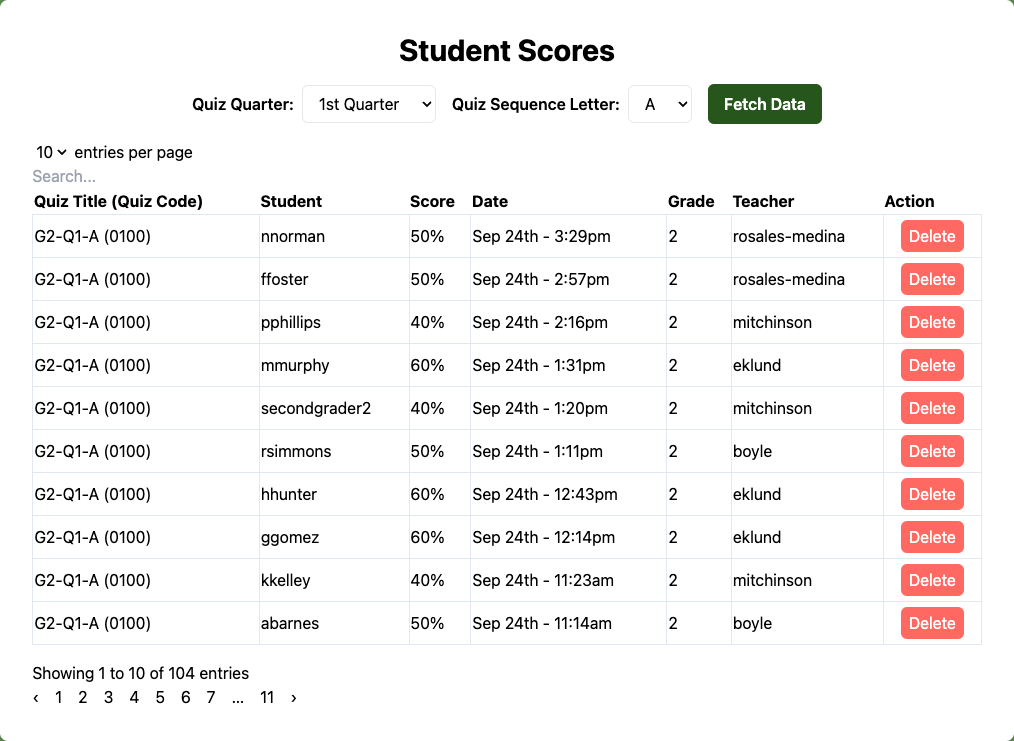 Student Scores
Quiz Quarter: 1st Quarter Quiz Sequence Letter: A Fetch Data
10 entries per page
Search...
Quiz Title (Quiz Code) Student Score Date Grade Teacher Action
G2-Q1-A (0100) nnorman 50% Sep 24th - 3:29pm 2 rosales-medina Delete
G2-Q1-A (0100) ffoster 50% Sep 24th - 2:57pm 2 rosales-medina Delete
G2-Q1-A (0100) pphillips 40% Sep 24th - 2:16pm 2 mitchinson Delete
G2-Q1-A (0100) mmurphy 60% Sep 24th - 1:31pm 2 eklund Delete
G2-Q1-A (0100) secondgrader2 40% Sep 24th - 1:20pm 2 mitchinson Delete
G2-Q1-A (0100) rsimmons 50% Sep 24th - 1:11pm 2 boyle Delete
G2-Q1-A (0100) hhunter 60% Sep 24th - 12:43pm 2 eklund Delete
G2-Q1-A (0100) ggomez 60% Sep 24th - 12:14pm 2 eklund Delete
G2-Q1-A (0100) kkelley 40% Sep 24th - 11:23am 2 mitchinson Delete
G2-Q1-A (0100) abarnes 50% Sep 24th - 11:14am 2 boyle Delete
Showing 1 to 10 of 104 entries
‹ 1 2 3 4 5 6 7 ... 11 ›